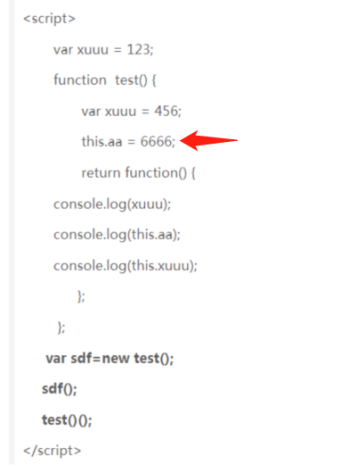 <script>
var xuuu = 123;
function  test() {
var xuuu = 456;
this.aa = 6666;
return function() {
console.log(xuuu);
console.log(this.aa);
console.log(this.xuuu);
};
};
var sdf=new test();
sdf();
test()();
</script>